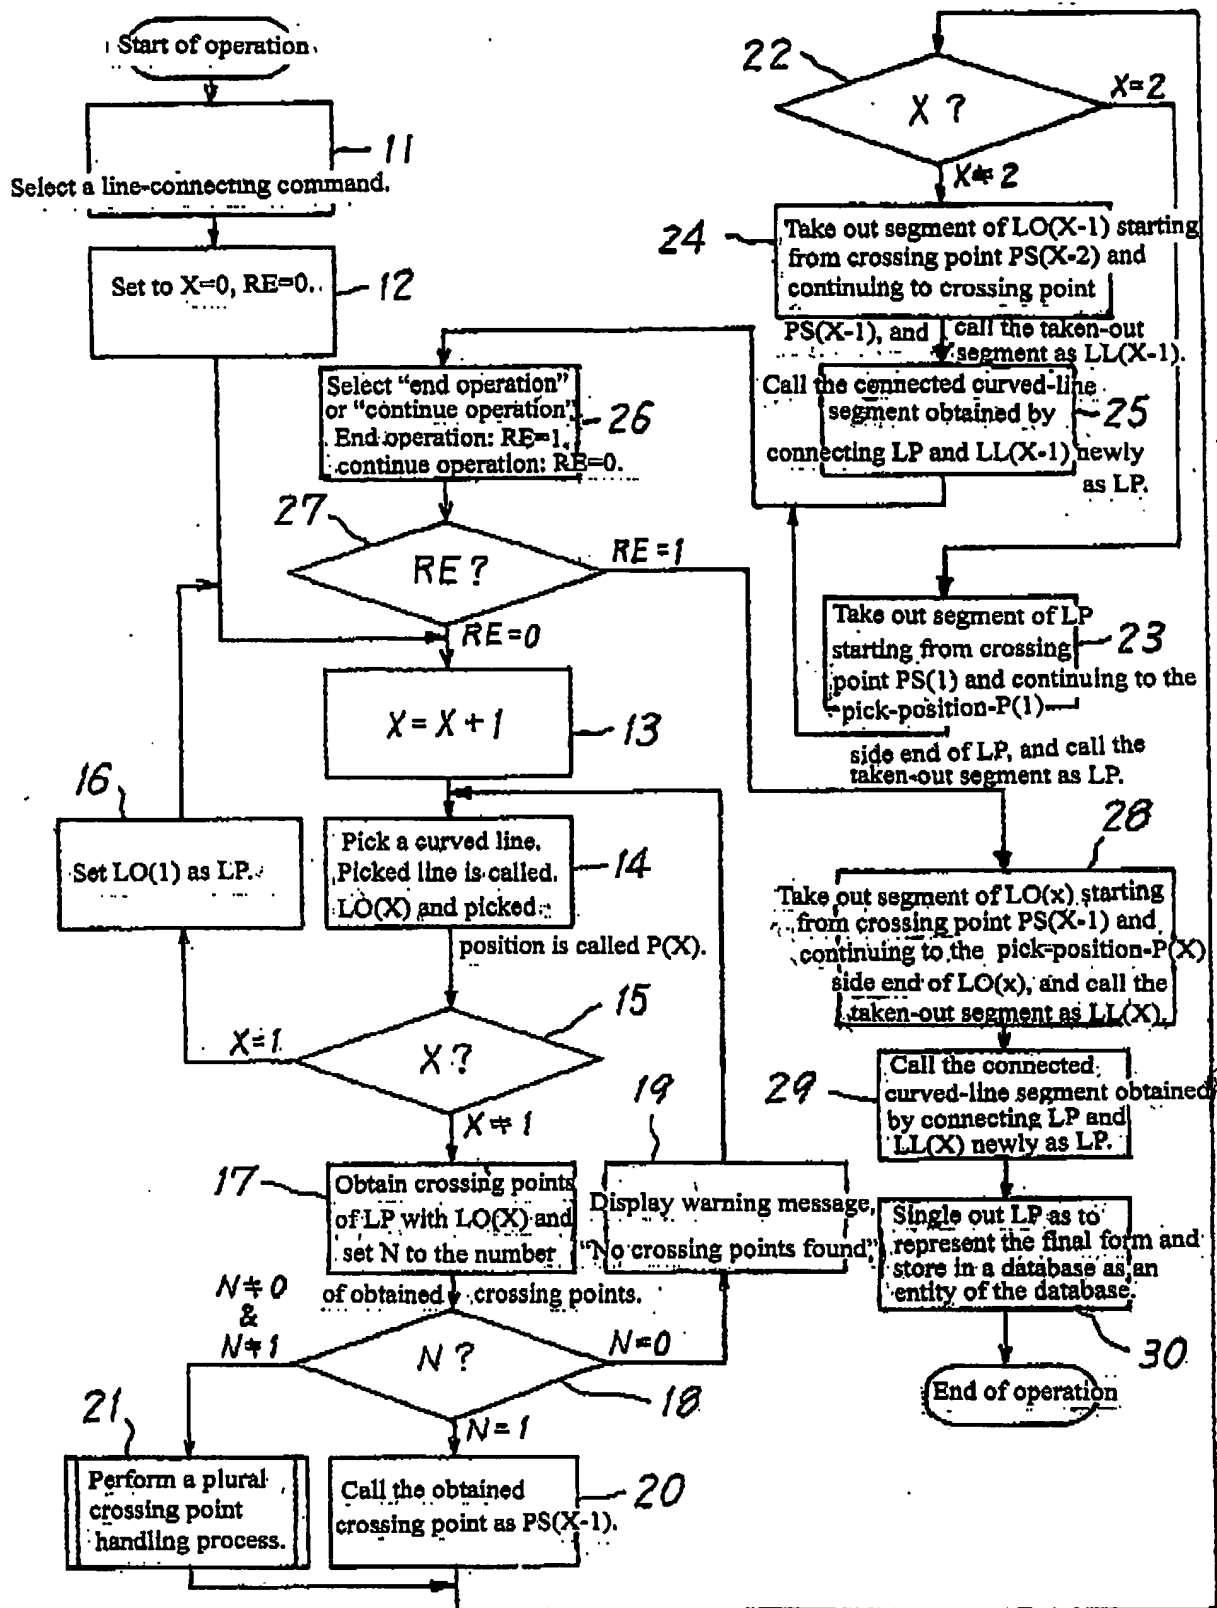 Start of operation
11
Select a line-connecting command.
Set to X=0, RE=0.
12
Select "end operation"
or "continue operation".
End operation: RE=1,
continue operation: RE=0.
26
27
RE?
RE=1
RE=0
X=X+1
13
16
Set LO(1) as LP.
Pick a curved line.
Picked line is called.
LO(X) and picked
position is called P(X).
14
15
X=1
X?
X≠1
17
Obtain crossing points
of LP with LO(X) and
set N to the number
of obtained crossing points.
19
Display warning message,
"No crossing points found"
N≠0
&
N≠1
N?
N=0
18
N=1
21
Perform a plural
crossing point
handling process.
Call the obtained
crossing point as PS(X-1).
20
22
X?
X=2
X≠2
24
Take out segment of LO(X-1) starting
from crossing point PS(X-2) and
continuing to crossing point
PS(X-1), and call the taken-out
segment as LL(X-1).
Call the connected curved-line
segment obtained by
connecting LP and LL(X-1) newly
as LP.
25
Take out segment of LP
starting from crossing
point PS(1) and continuing to the
pick-position-P(1)
side end of LP, and call the
taken-out segment as LP.
23
28
Take out segment of LO(x) starting
from crossing point PS(X-1) and
continuing to the pick-position-P(X)
side end of LO(x), and call the
taken-out segment as LL(X).
29
Call the connected
curved-line segment obtained
by connecting LP and
LL(X) newly as LP.
Single out LP as to
represent the final form and
store in a database as an
entity of the database.
30
End of operation